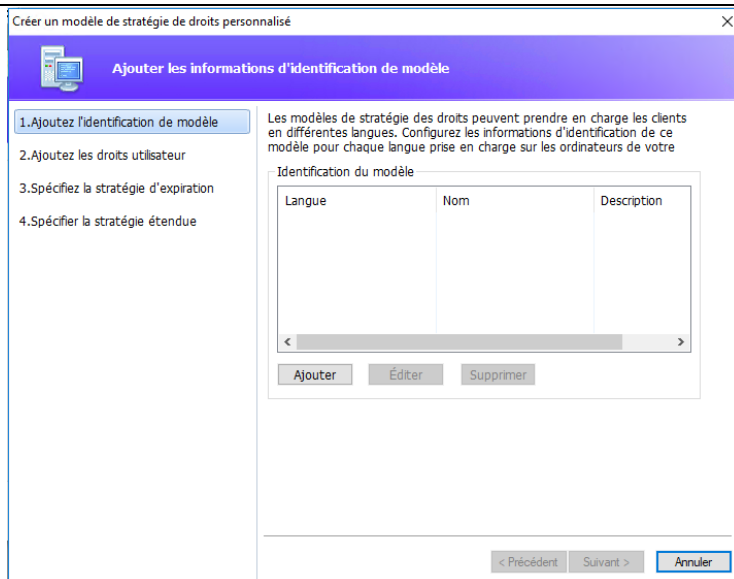 Créer un modèle de stratégie de droits personnalisé
Ajouter les informations d'identification de modèle
1.Ajoutez l'identification de modèle
2.Ajoutez les droits utilisateur
3.Spécifiez la stratégie d'expiration
4.Spécifier la stratégie étendue
Les modèles de stratégie des droits peuvent prendre en charge les clients
en différentes langues. Configurez les informations d'identification de ce
modèle pour chaque langue prise en charge sur les ordinateurs de votre
Identification du modèle
Langue Nom Description
Ajouter Éditer Supprimer
< Précédent Suivant > Annuler